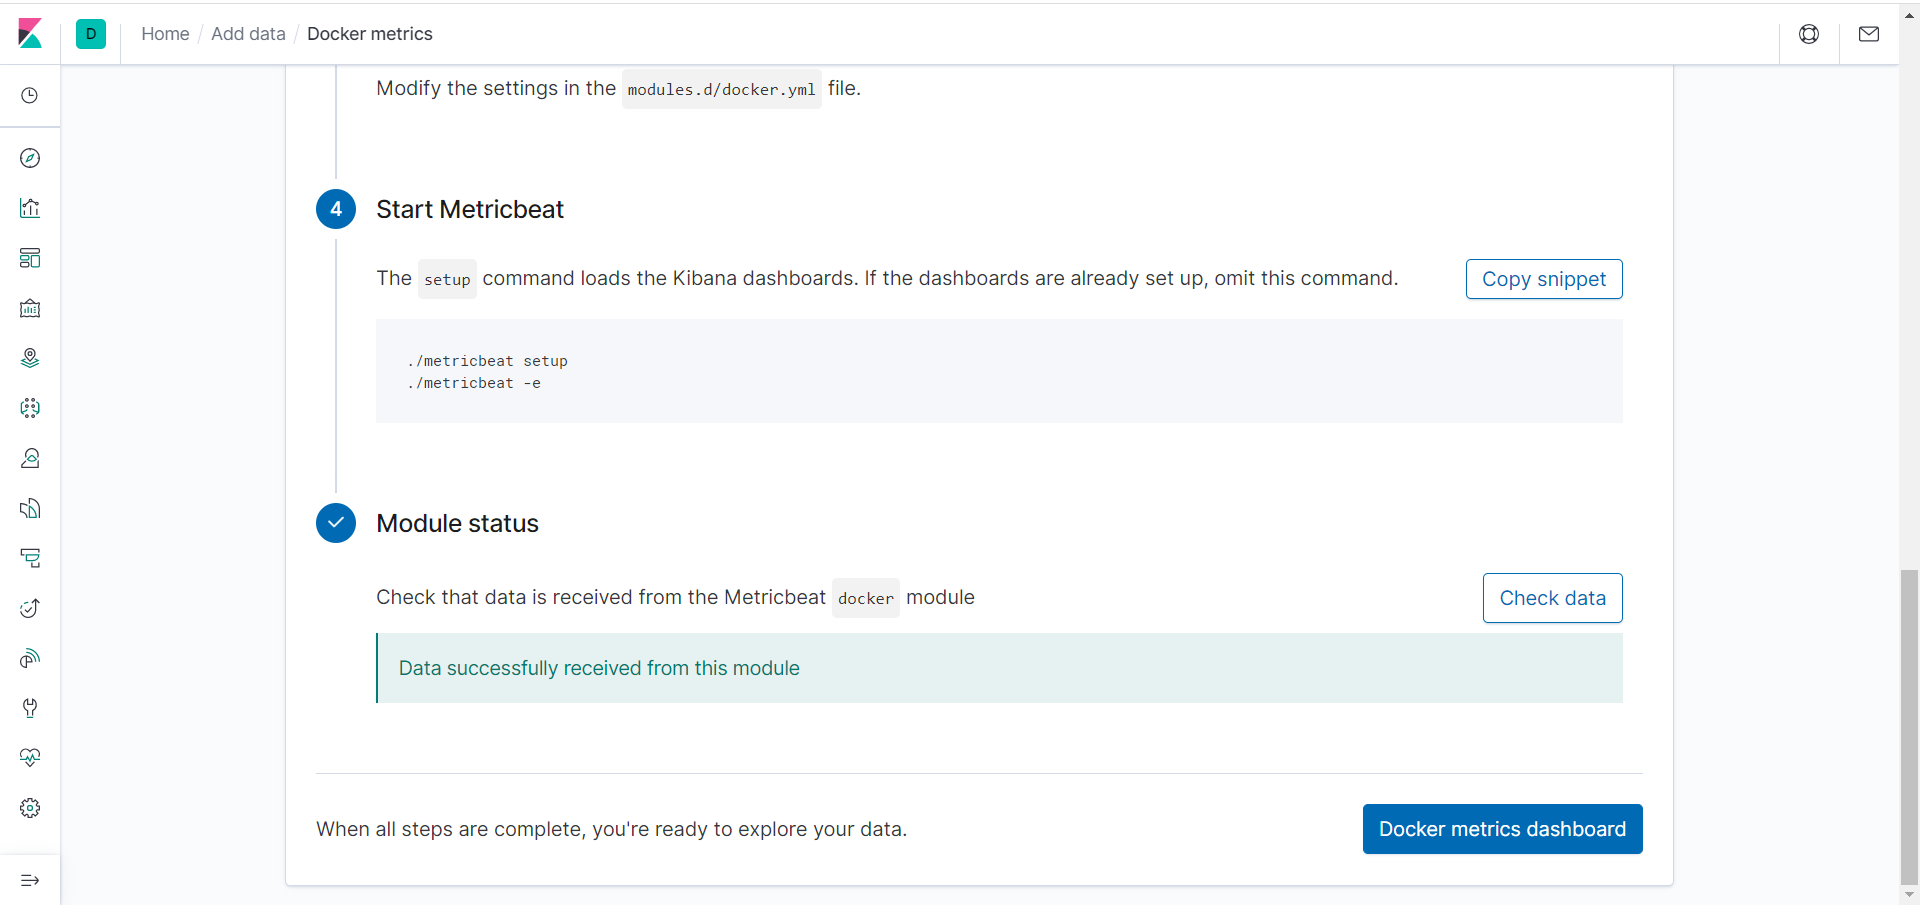 D
Home / Add data / Docker metrics
Modify the settings in the modules.d/docker.yml file.
4 Start Metricbeat
The setup command loads the Kibana dashboards. If the dashboards are already set up, omit this command.
Copy snippet
./metricbeat setup
./metricbeat -e
Module status
Check that data is received from the Metricbeat docker module
Check data
Data successfully received from this module
When all steps are complete, you're ready to explore your data.
Docker metrics dashboard